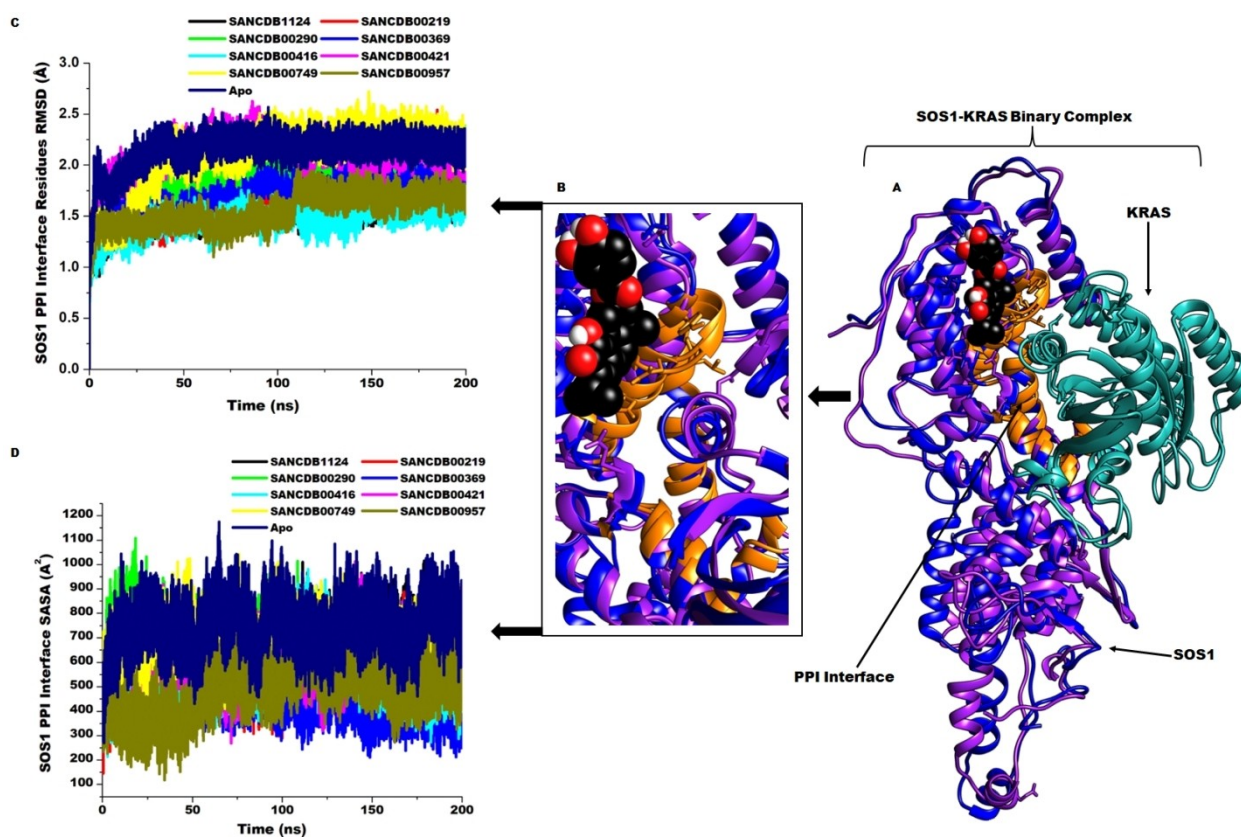 C
SANCDB1124 SANCDB00219
SANCDB00290 SANCDB00369
SANCDB00416 SANCDB00421
SANCDB00749 SANCDB00957
Apo
SOS1 PPI Interface Residues RMSD (Å)
3.0
2.5
2.0
1.5
1.0
0.5
0.0
0 50 100 150 200
Time (ns)
D
SANCDB1124 SANCDB00219
SANCDB00290 SANCDB00369
SANCDB00416 SANCDB00421
SANCDB00749 SANCDB00957
Apo
SOS1 PPI Interface SASA (Å²)
1200
1100
1000
900
800
700
600
500
400
300
200
100
0 50 100 150 200
Time (ns)
B
SOS1-KRAS Binary Complex
A
KRAS
PPI Interface
SOS1